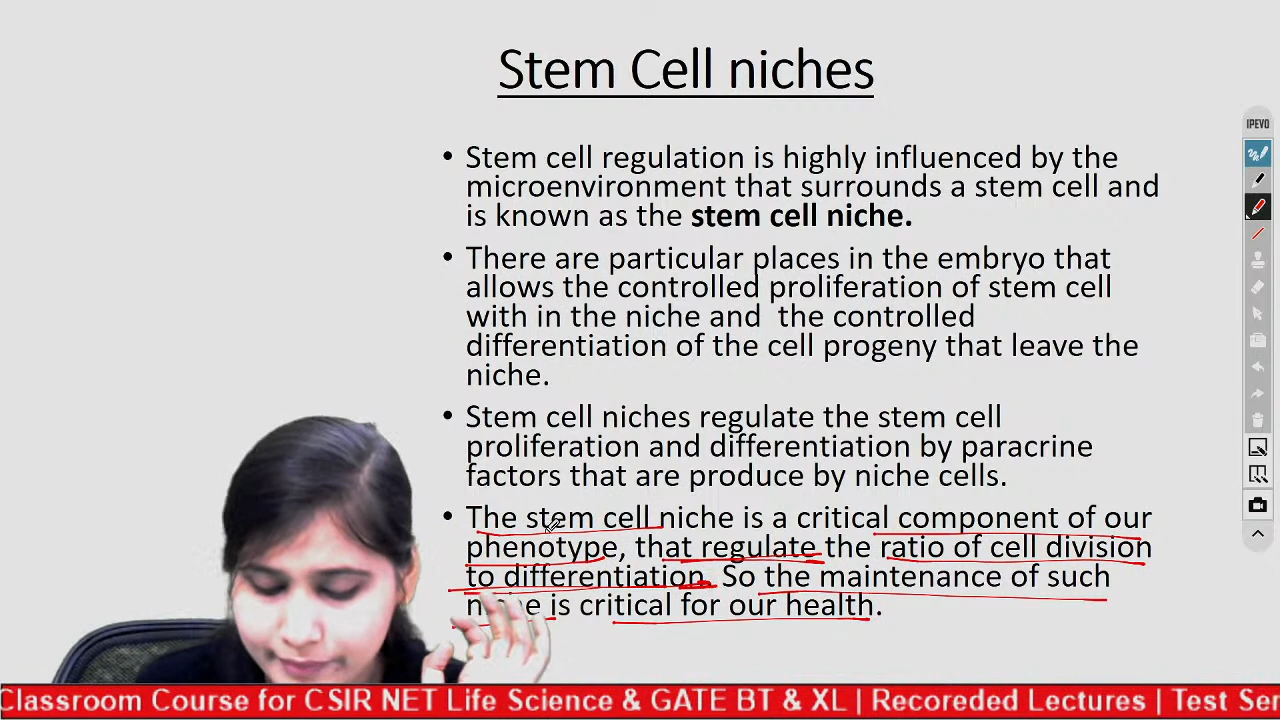 Stem Cell niches
IPEVO
• Stem cell regulation is highly influenced by the
microenvironment that surrounds a stem cell and
is known as the stem cell niche.
• There are particular places in the embryo that
allows the controlled proliferation of stem cell
with in the niche and the controlled
differentiation of the cell progeny that leave the
niche.
• Stem cell niches regulate the stem cell
proliferation and differentiation by paracrine
factors that are produce by niche cells.
• The stem cell niche is a critical component of our
phenotype, that regulate the ratio of cell division
to differentiation. So the maintenance of such
niche is critical for our health.
Classroom Course for CSIR NET Life Science & GATE BT & XL | Recoreded Lectures | Test Ser